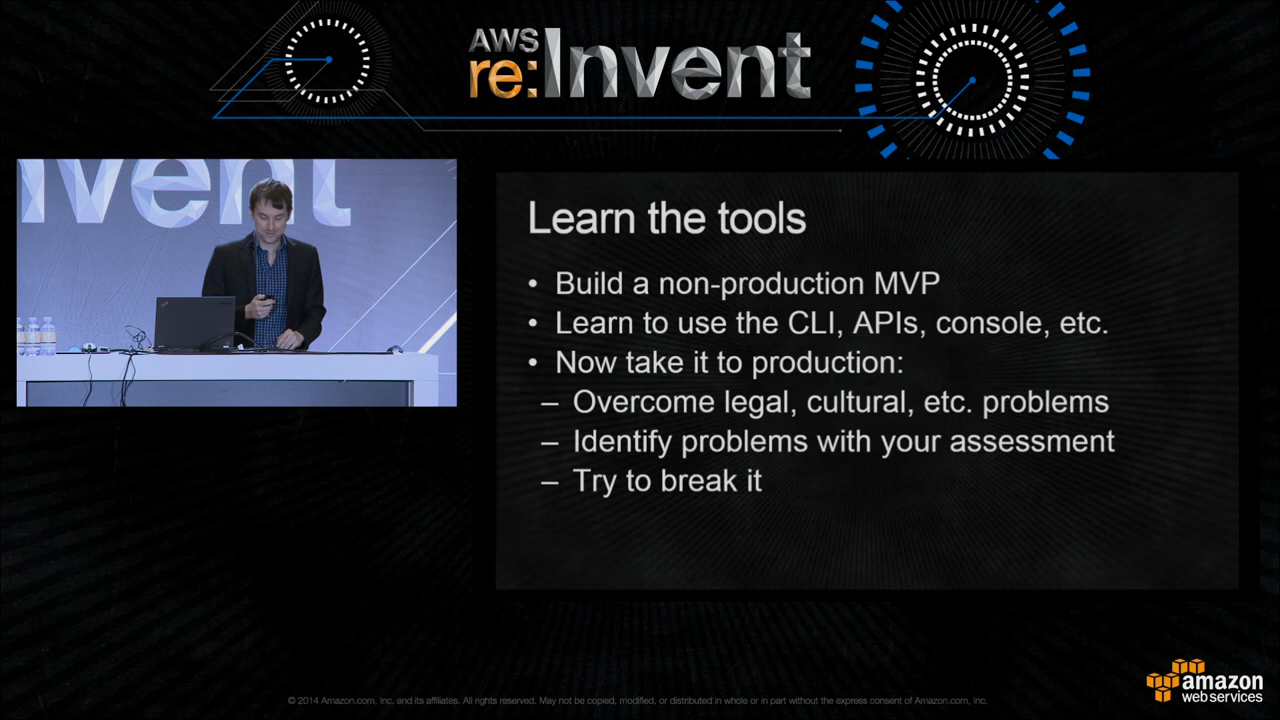 AWS
re:Invent
nvent
Learn the tools
• Build a non-production MVP
• Learn to use the CLI, APIs, console, etc.
• Now take it to production:
– Overcome legal, cultural, etc. problems
– Identify problems with your assessment
– Try to break it
amazon
web services
© 2014 Amazon.com, Inc, and its affiliates. All rights reserved. May not be copied, modified, or distributed in whole or in part without the express consent of Amazon.com, Inc.